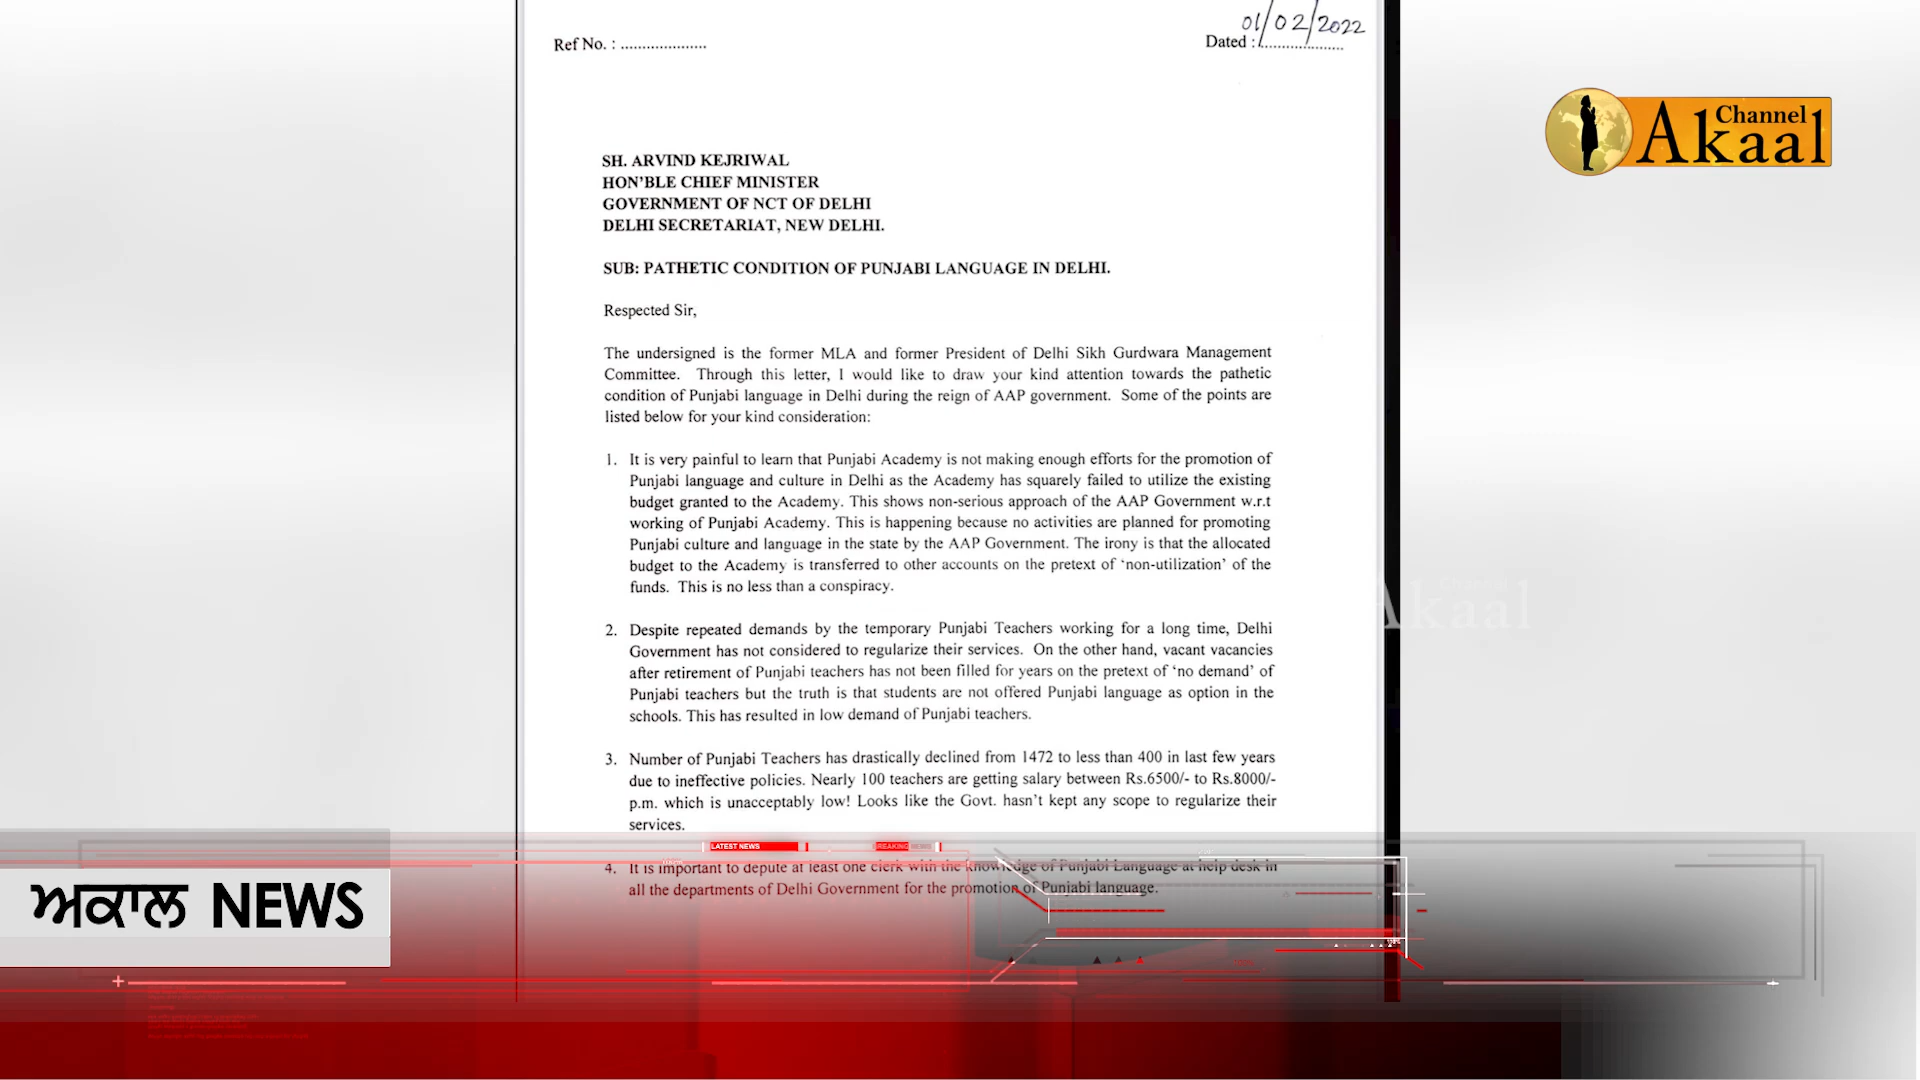 01/02/2022
Ref No. : ....................
Dated :....................
Channel
Akaal
SH. ARVIND KEJRIWAL
HON'BLE CHIEF MINISTER
GOVERNMENT OF NCT OF DELHI
DELHI SECRETARIAT, NEW DELHI.
SUB: PATHETIC CONDITION OF PUNJABI LANGUAGE IN DELHI.
Respected Sir,
The undersigned is the former MLA and former President of Delhi Sikh Gurdwara Management
Committee. Through this letter, I would like to draw your kind attention towards the pathetic
condition of Punjabi language in Delhi during the reign of AAP government. Some of the points are
listed below for your kind consideration:
1. It is very painful to learn that Punjabi Academy is not making enough efforts for the promotion of
Punjabi language and culture in Delhi as the Academy has squarely failed to utilize the existing
budget granted to the Academy. This shows non-serious approach of the AAP Government w.r.t
working of Punjabi Academy. This is happening because no activities are planned for promoting
Punjabi culture and language in the state by the AAP Government. The irony is that the allocated
budget to the Academy is transferred to other accounts on the pretext of 'non-utilization' of the
funds. This is no less than a conspiracy.
2. Despite repeated demands by the temporary Punjabi Teachers working for a long time, Delhi
Government has not considered to regularize their services. On the other hand, vacant vacancies
after retirement of Punjabi teachers has not been filled for years on the pretext of 'no demand' of
Punjabi teachers but the truth is that students are not offered Punjabi language as option in the
schools. This has resulted in low demand of Punjabi teachers.
3. Number of Punjabi Teachers has drastically declined from 1472 to less than 400 in last few years
due to ineffective policies. Nearly 100 teachers are getting salary between Rs.6500/- to Rs.8000/-
p.m. which is unacceptably low! Looks like the Govt. hasn't kept any scope to regularize their
services.
4. It is important to depute at least one clerk with the knowledge of Punjabi Language at help desk in
all the departments of Delhi Government for the promotion of Punjabi language.
Channel
Akaal
LATEST NEWS
BREAKING NEWS
ਅਕਾਲ NEWS